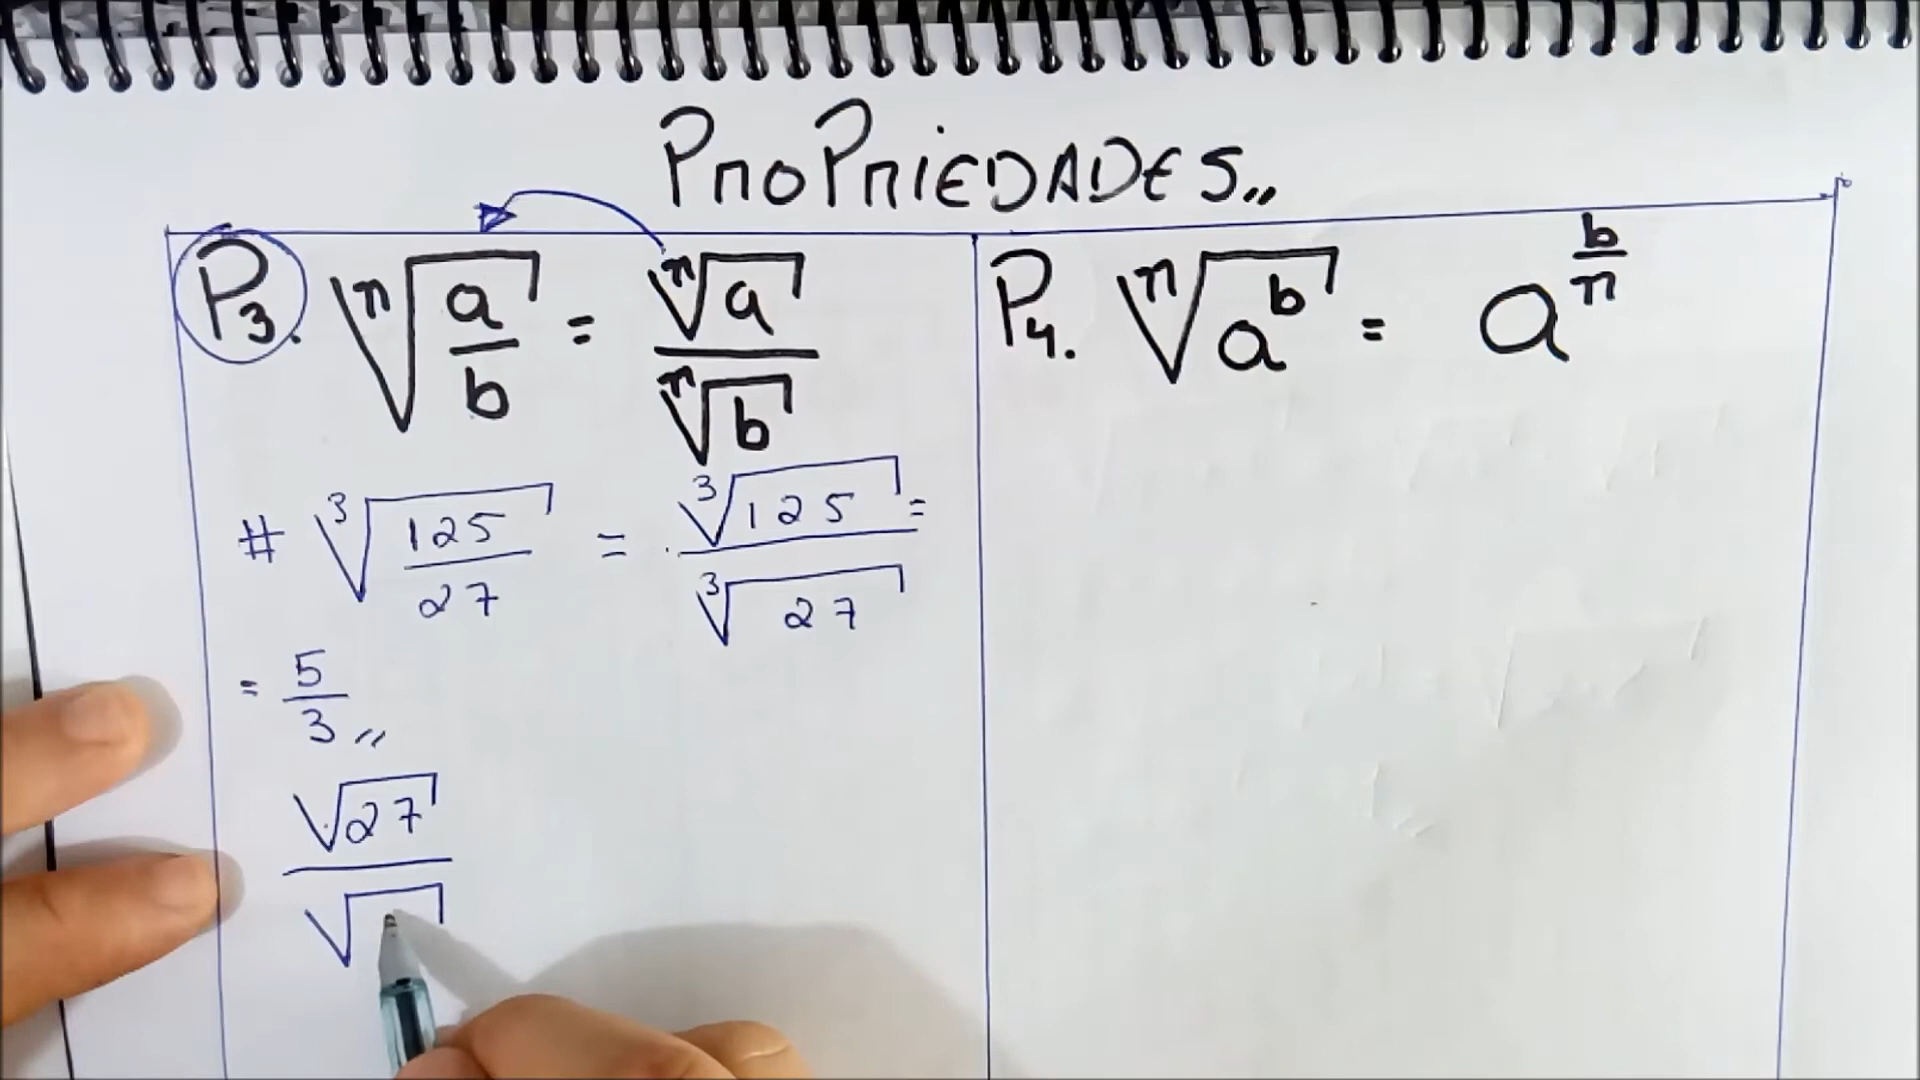 PROPRIEDADES,,
P3. ⁿ√(a/b) = ⁿ√a / ⁿ√b
# ³√(125/27) = ³√125 / ³√27 =
= 5/3,,
√27 / √
P4. ⁿ√(a^b) = a^(b/n)